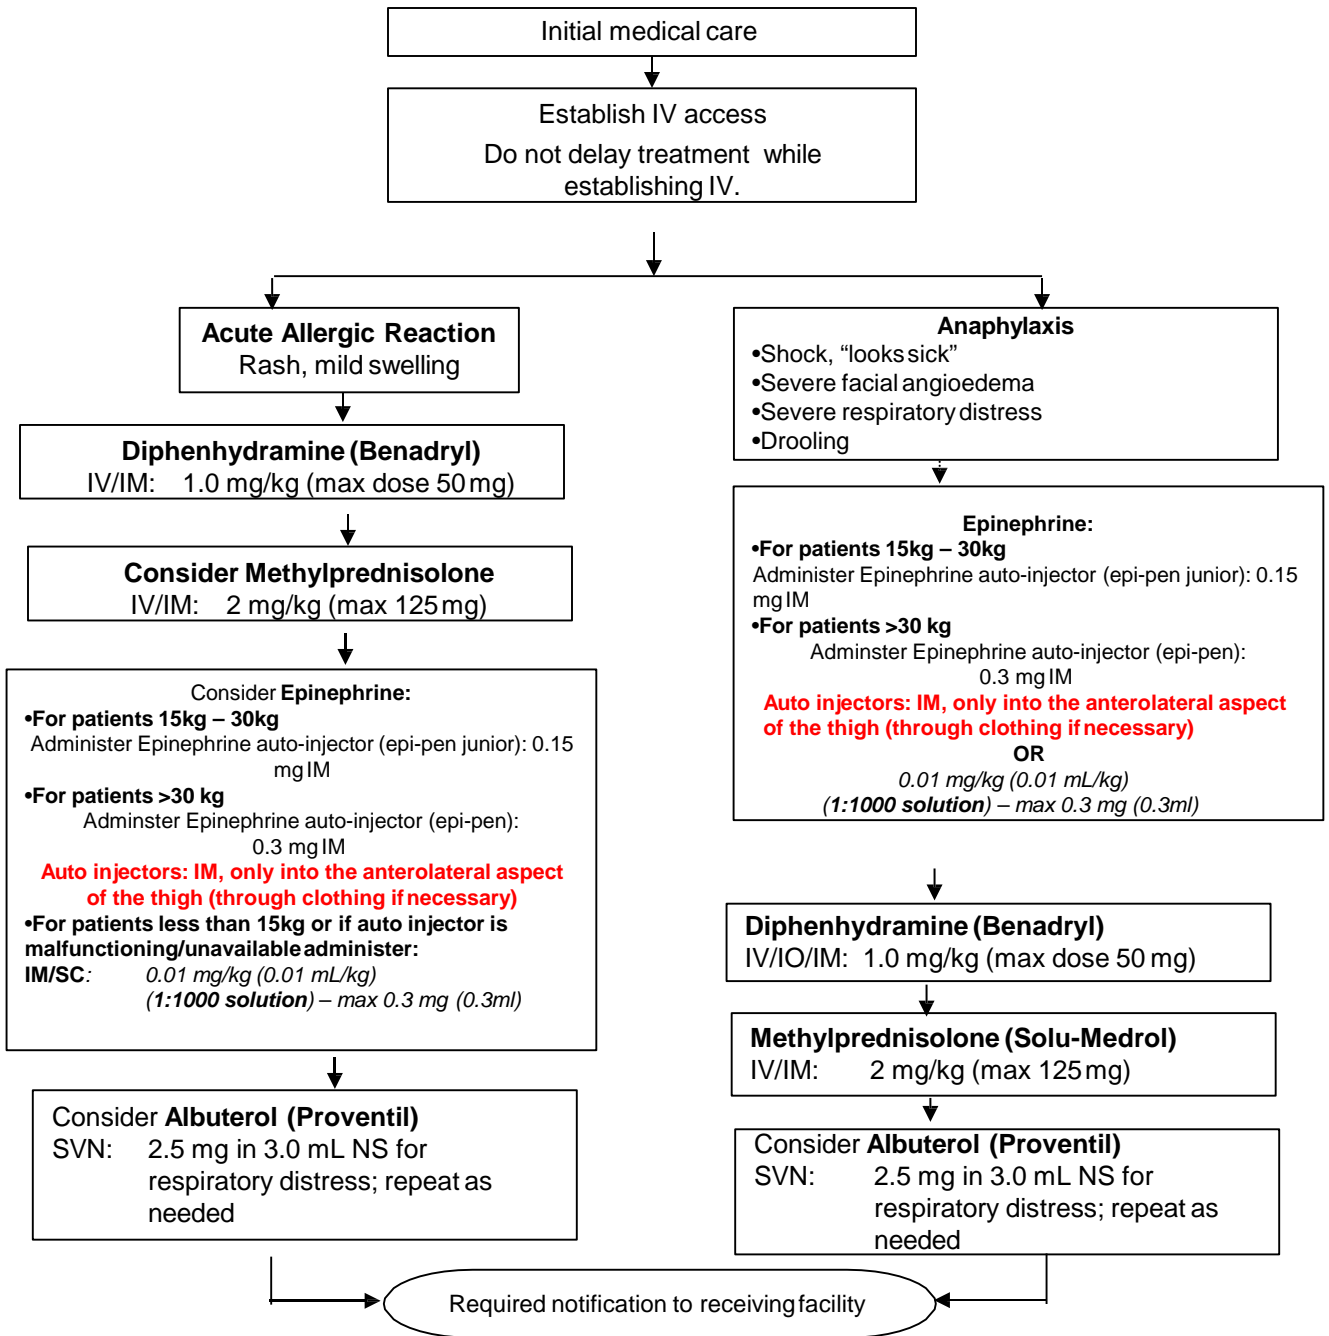 Initial medical care
Establish IV access
Do not delay treatment while
establishing IV.
Acute Allergic Reaction
Rash, mild swelling
Diphenhydramine (Benadryl)
IV/IM: 1.0 mg/kg (max dose 50 mg)
Consider Methylprednisolone
IV/IM: 2 mg/kg (max 125 mg)
Consider Epinephrine:
•For patients 15kg – 30kg
Administer Epinephrine auto-injector (epi-pen junior): 0.15
mg IM
•For patients >30 kg
Adminster Epinephrine auto-injector (epi-pen):
0.3 mg IM
Auto injectors: IM, only into the anterolateral aspect
of the thigh (through clothing if necessary)
•For patients less than 15kg or if auto injector is
malfunctioning/unavailable administer:
IM/SC: 0.01 mg/kg (0.01 mL/kg)
(1:1000 solution) – max 0.3 mg (0.3ml)
Consider Albuterol (Proventil)
SVN: 2.5 mg in 3.0 mL NS for
respiratory distress; repeat as
needed
Anaphylaxis
•Shock, “looks sick”
•Severe facial angioedema
•Severe respiratory distress
•Drooling
Epinephrine:
•For patients 15kg – 30kg
Administer Epinephrine auto-injector (epi-pen junior): 0.15
mg IM
•For patients >30 kg
Adminster Epinephrine auto-injector (epi-pen):
0.3 mg IM
Auto injectors: IM, only into the anterolateral aspect
of the thigh (through clothing if necessary)
OR
0.01 mg/kg (0.01 mL/kg)
(1:1000 solution) – max 0.3 mg (0.3ml)
Diphenhydramine (Benadryl)
IV/IO/IM: 1.0 mg/kg (max dose 50 mg)
Methylprednisolone (Solu-Medrol)
IV/IM: 2 mg/kg (max 125 mg)
Consider Albuterol (Proventil)
SVN: 2.5 mg in 3.0 mL NS for
respiratory distress; repeat as
needed
Required notification to receiving facility